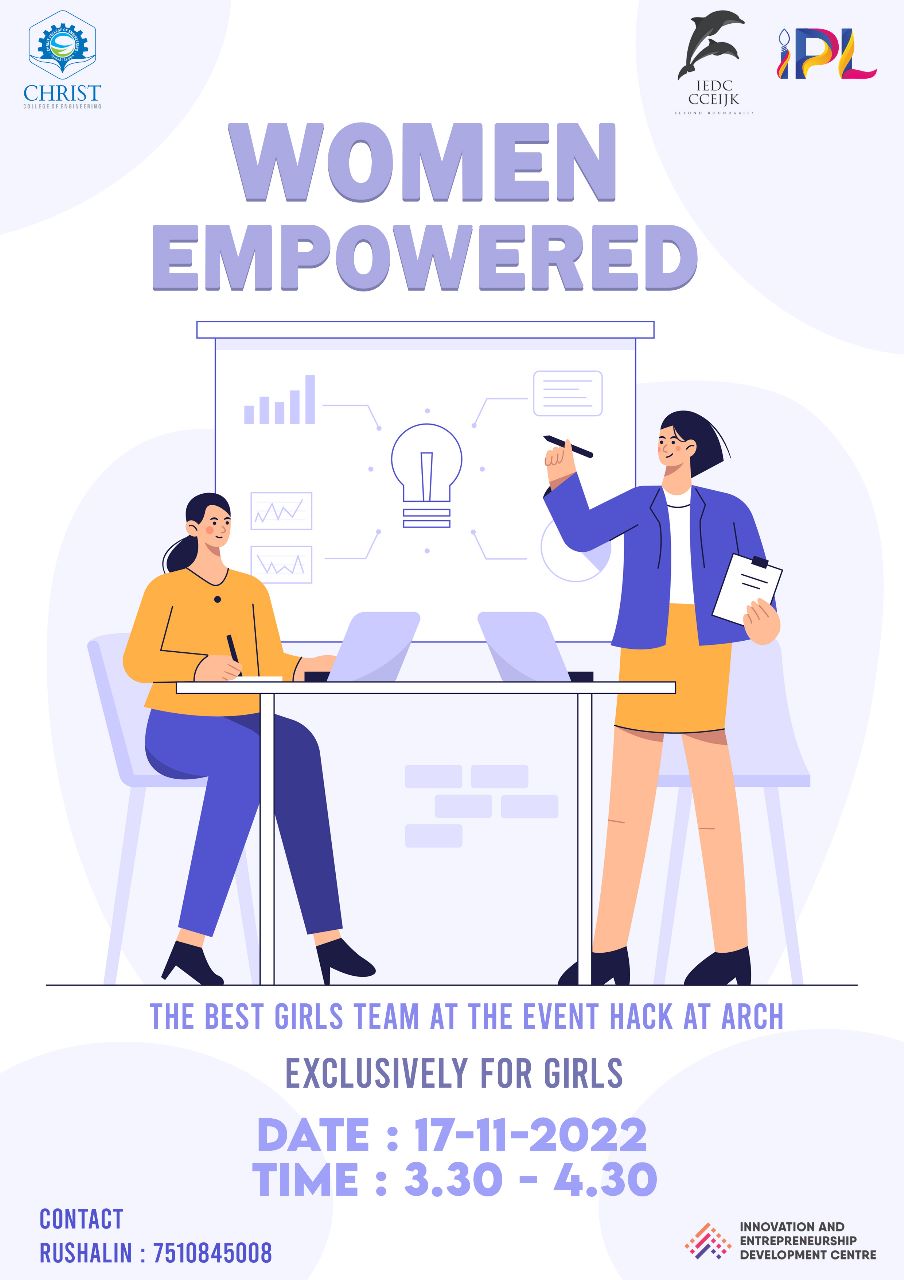 CHRIST
COLLEGE OF ENGINEERING
IEDC
CCEIJK
iPL
WOMEN
EMPOWERED
THE BEST GIRLS TEAM AT THE EVENT HACK AT ARCH
EXCLUSIVELY FOR GIRLS
DATE : 17-11-2022
TIME : 3.30 - 4.30
CONTACT
RUSHALIN : 7510845008
INNOVATION AND
ENTREPRENEURSHIP
DEVELOPMENT CENTRE